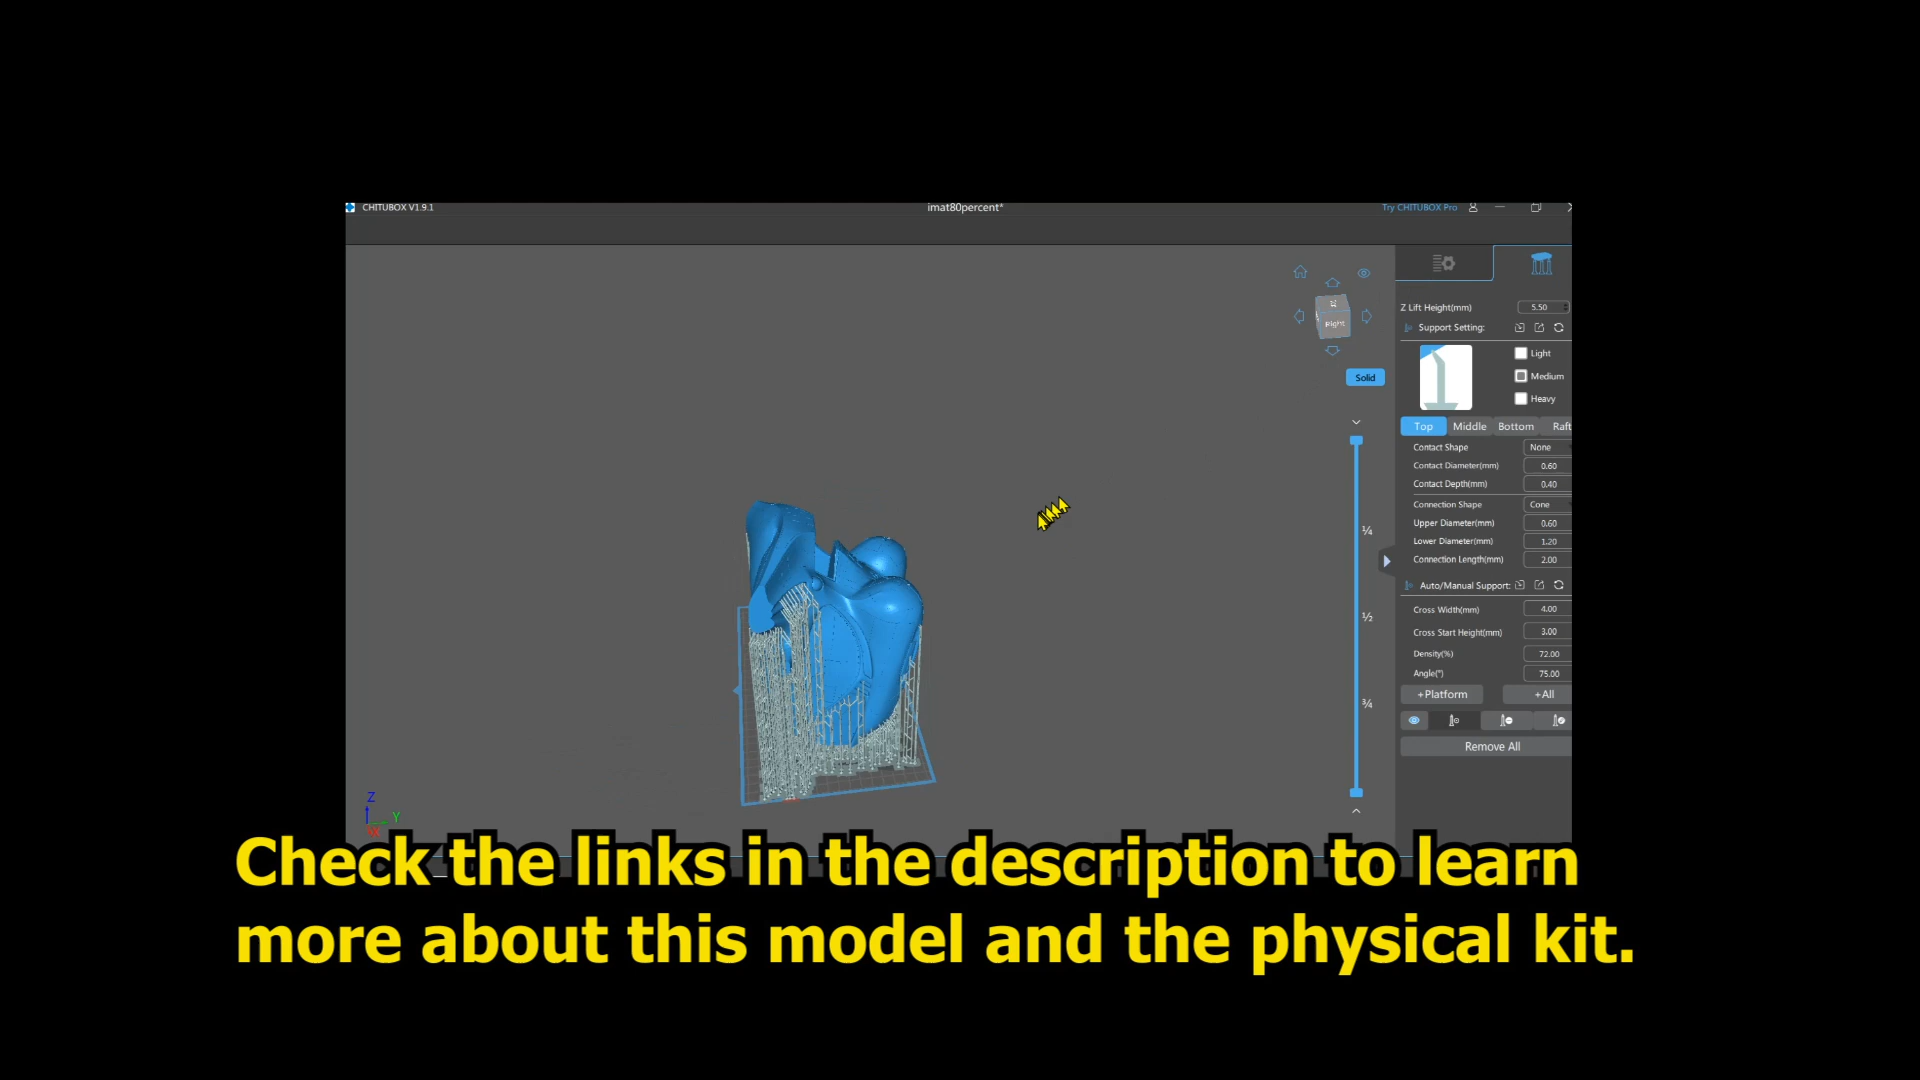 CHITUBOX V1.9.1
imat80percent*
Try CHITUBOX Pro
Z Lift Height(mm) 5.50
Support Setting:
Light
Medium
Heavy
Right
Solid
Top Middle Bottom Raft
Contact Shape None
Contact Diameter(mm) 0.60
Contact Depth(mm) 0.40
Connection Shape Cone
Upper Diameter(mm) 0.60
Lower Diameter(mm) 1.20
Connection Length(mm) 2.00
1/4
1/2
3/4
Auto/Manual Support:
Cross Width(mm) 4.00
Cross Start Height(mm) 3.00
Density(%) 72.00
Angle(°) 75.00
+Platform +All
Remove All
Z
Y
X
Check the links in the description to learn
more about this model and the physical kit.